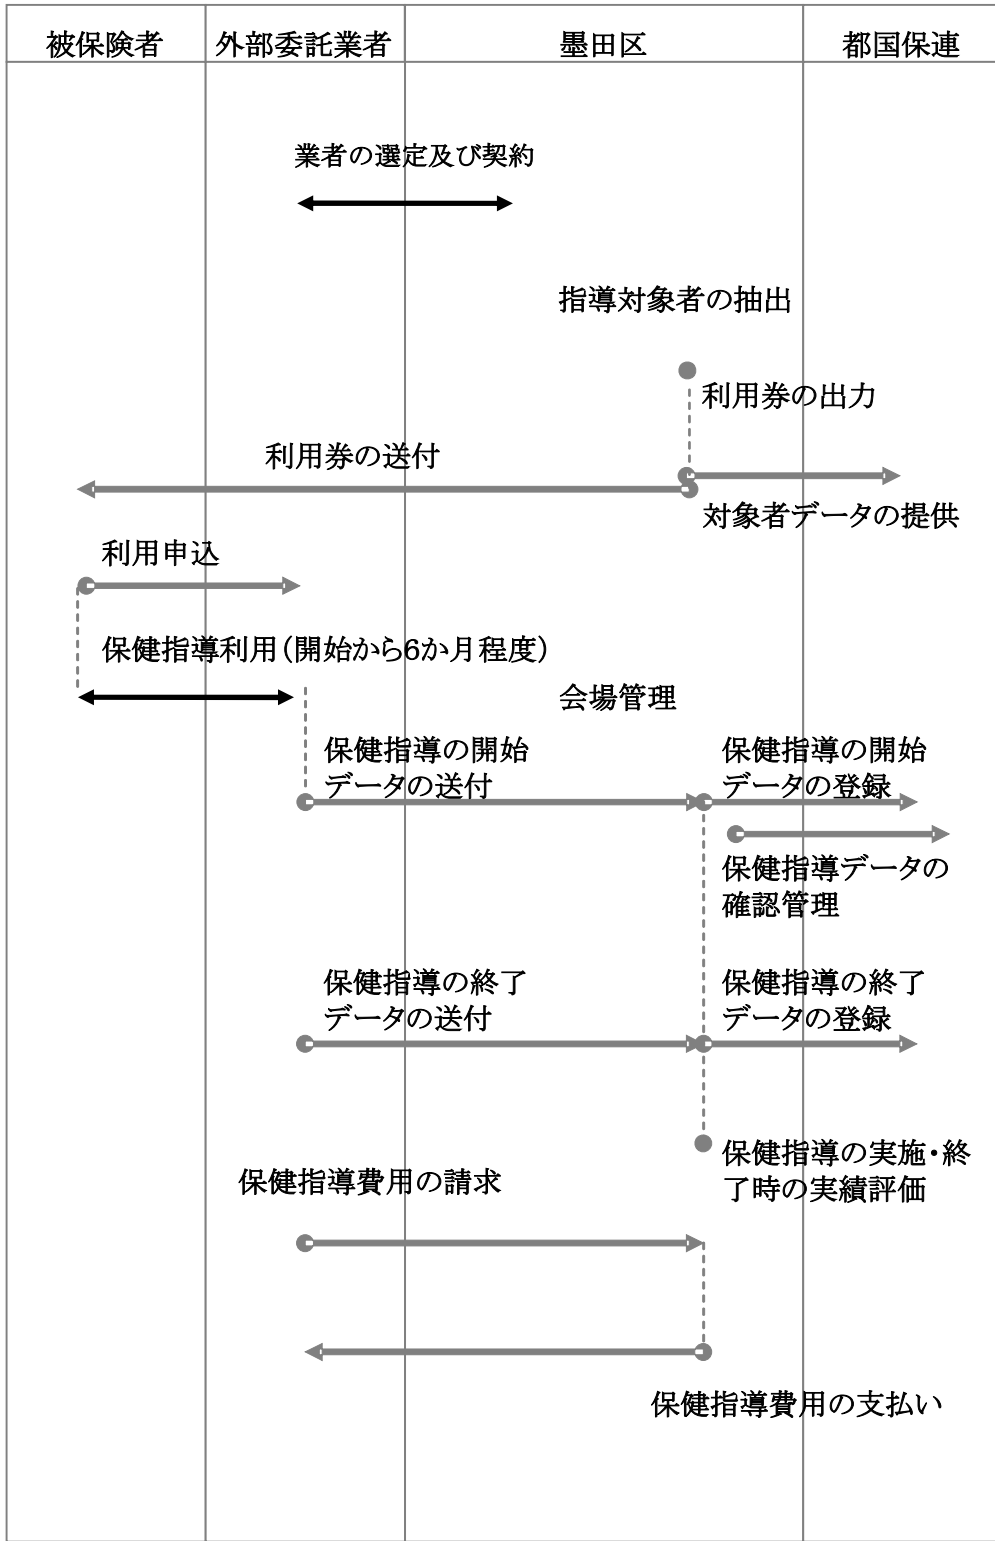 被保険者
外部委託業者
墨田区
都国保連
業者の選定及び契約
指導対象者の抽出
利用券の出力
利用券の送付
対象者データの提供
利用申込
保健指導利用（開始から6か月程度）
会場管理
保健指導の開始
データの送付
保健指導の開始
データの登録
保健指導データの
確認管理
保健指導の終了
データの送付
保健指導の終了
データの登録
保健指導の実施・終
了時の実績評価
保健指導費用の請求
保健指導費用の支払い